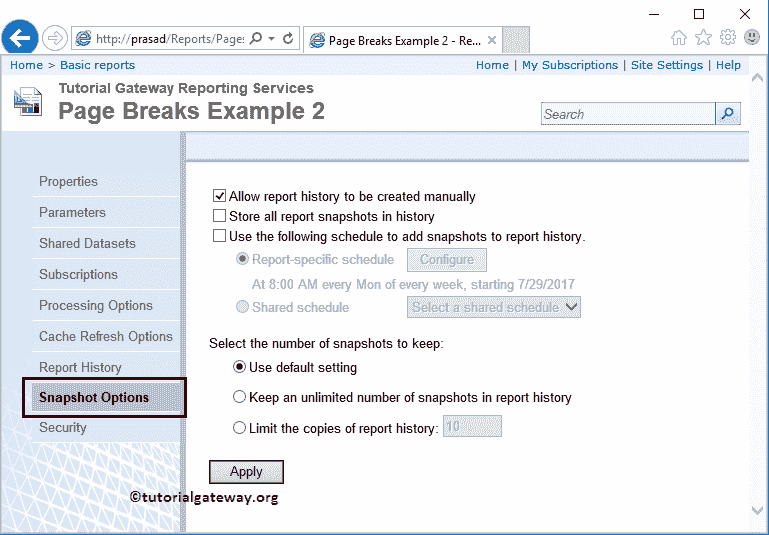 http://prasad/Reports/Page:
Page Breaks Example 2 - Re...
Home > Basic reports
Home | My Subscriptions | Site Settings | Help
Tutorial Gateway Reporting Services
Page Breaks Example 2
Search
Properties
Parameters
Shared Datasets
Subscriptions
Processing Options
Cache Refresh Options
Report History
Snapshot Options
Security
Allow report history to be created manually
Store all report snapshots in history
Use the following schedule to add snapshots to report history.
Report-specific schedule
Configure
At 8:00 AM every Mon of every week, starting 7/29/2017
Shared schedule
Select a shared schedule
Select the number of snapshots to keep:
Use default setting
Keep an unlimited number of snapshots in report history
Limit the copies of report history:
10
Apply
©tutorialgateway.org